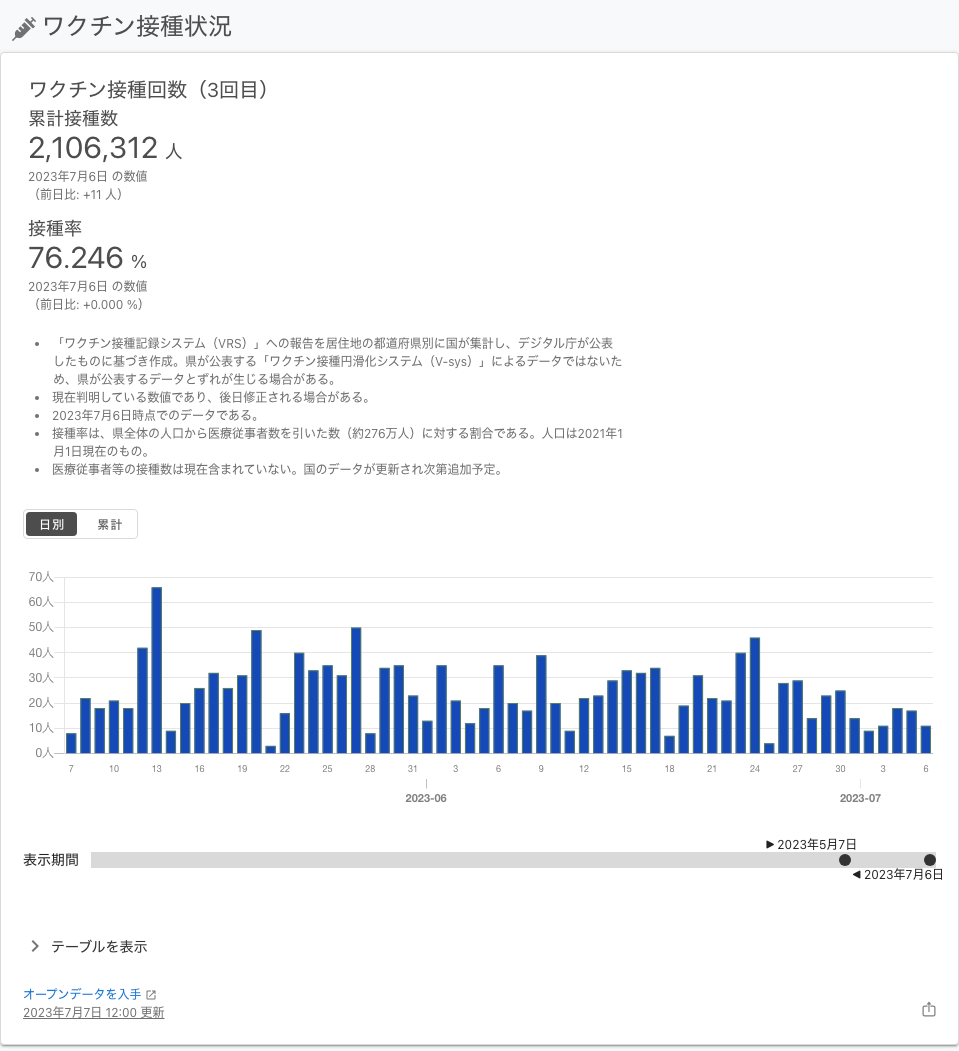 ワクチン接種状況
ワクチン接種回数（3回目）
累計接種数
2,106,312 人
2023年7月6日 の数値
（前日比: +11 人）
接種率
76.246 %
2023年7月6日 の数値
（前日比: +0.000 %）
• 「ワクチン接種記録システム（VRS）」への報告を居住地の都道府県別に国が集計し、デジタル庁が公表
したものに基づき作成。県が公表する「ワクチン接種円滑化システム（V-sys）」によるデータではないた
め、県が公表するデータとずれが生じる場合がある。
• 現在判明している数値であり、後日修正される場合がある。
• 2023年7月6日時点でのデータである。
• 接種率は、県全体の人口から医療従事者数を引いた数（約276万人）に対する割合である。人口は2021年1
月1日現在のもの。
• 医療従事者等の接種数は現在含まれていない。国のデータが更新され次第追加予定。
日別 累計
70人
60人
50人
40人
30人
20人
10人
0人
7 10 13 16 19 22 25 28 31 3 6 9 12 15 18 21 24 27 30 3 6
2023-06 2023-07
▶ 2023年5月7日
表示期間
◀ 2023年7月6日
テーブルを表示
オープンデータを入手
2023年7月7日 12:00 更新